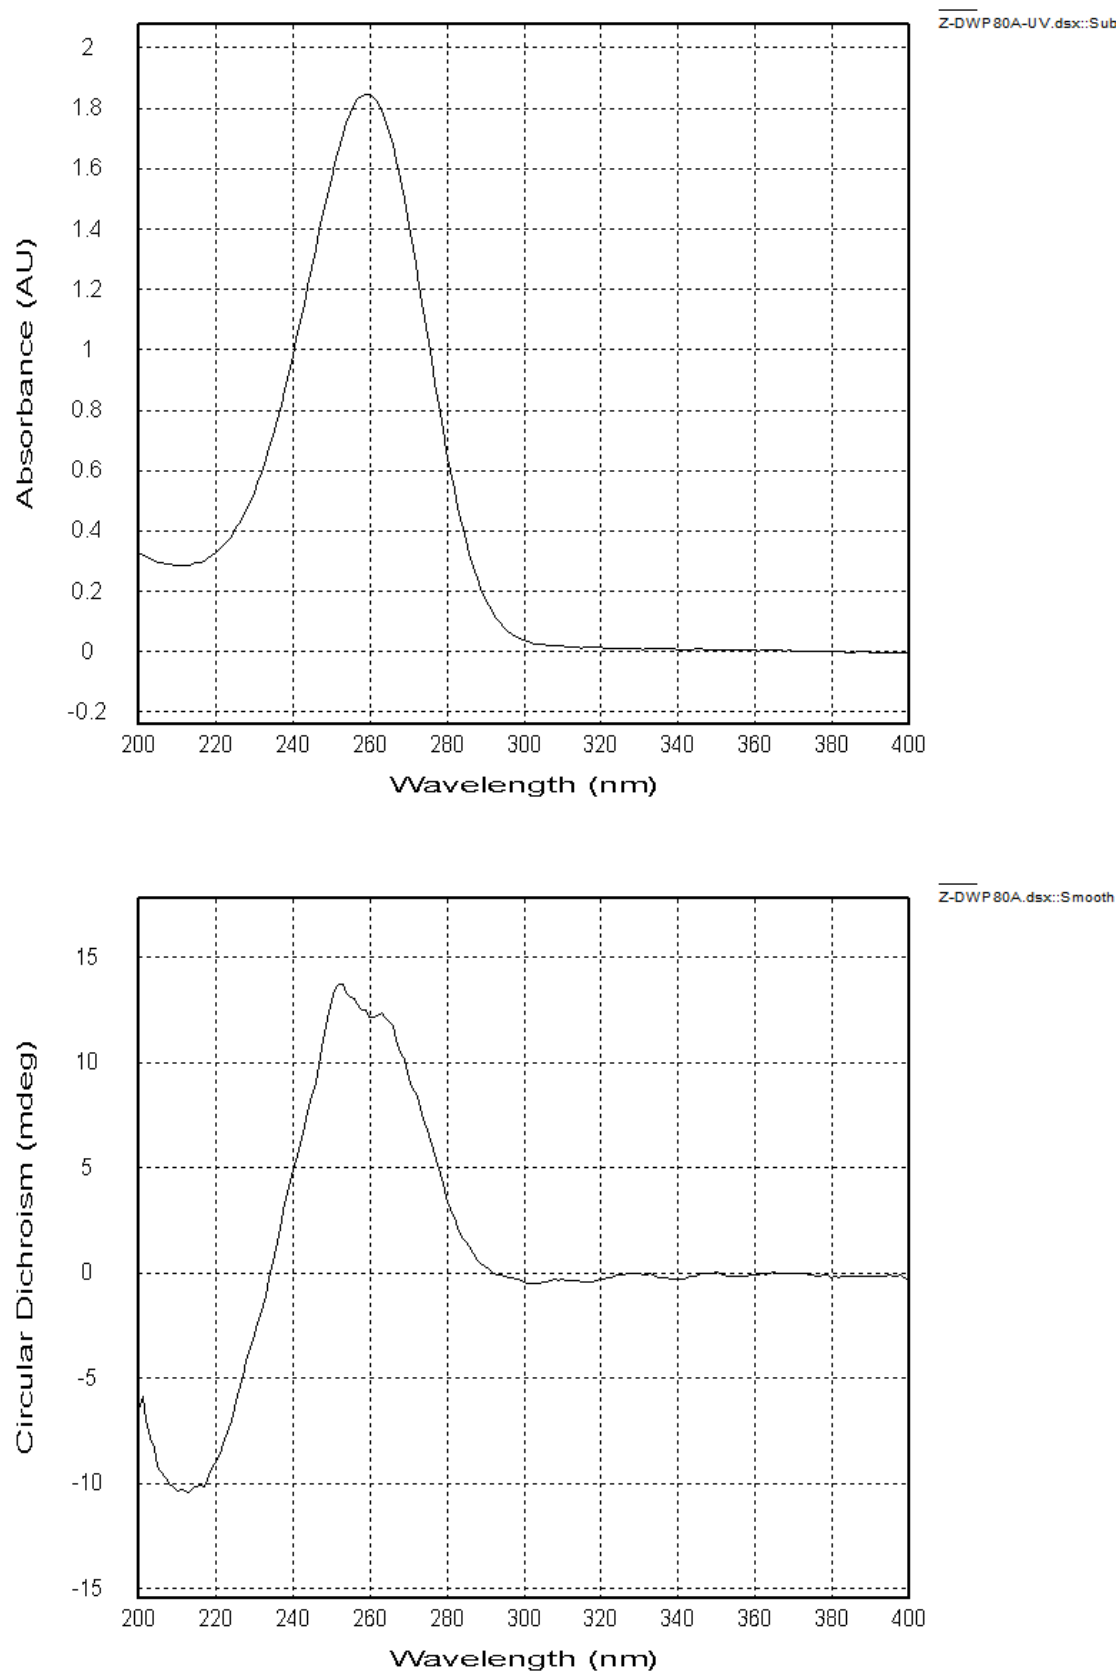 Z-DWP80A-UV.dsx::Sub
2
1.8
1.6
1.4
1.2
1
0.8
0.6
0.4
0.2
0
-0.2
Absorbance (AU)
200 220 240 260 280 300 320 340 360 380 400
Wavelength (nm)
Z-DWP80A.dsx::Smooth
15
10
5
0
-5
-10
-15
Circular Dichroism (mdeg)
200 220 240 260 280 300 320 340 360 380 400
Wavelength (nm)